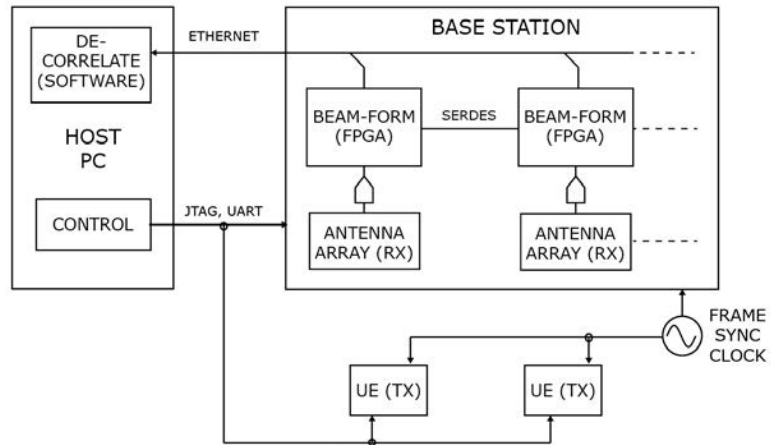 DE-
CORRELATE
(SOFTWARE)
HOST
PC
CONTROL
ETHERNET
JTAG, UART
BASE STATION
BEAM-FORM
(FPGA)
SERDES
BEAM-FORM
(FPGA)
ANTENNA
ARRAY (RX)
ANTENNA
ARRAY (RX)
FRAME
SYNC
CLOCK
UE (TX)
UE (TX)